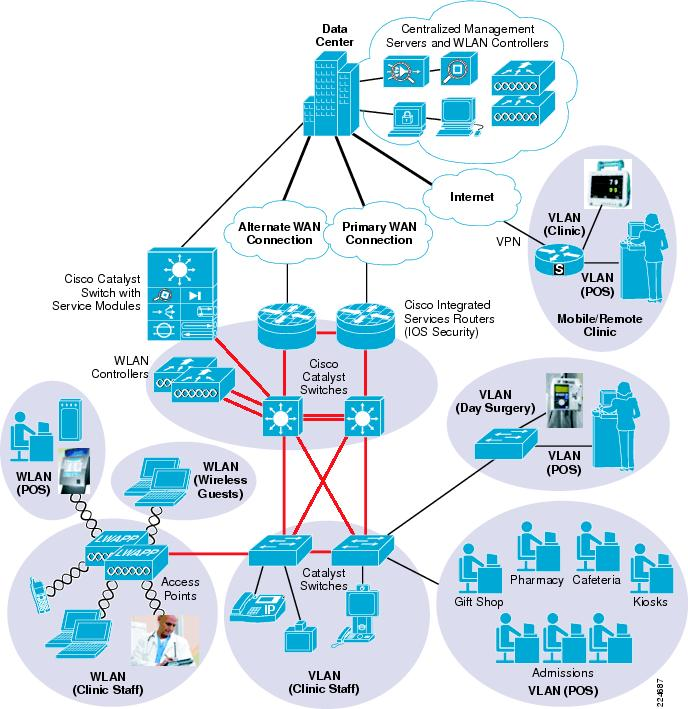 Data
Center
Centralized Management
Servers and WLAN Controllers
Internet
Alternate WAN
Connection
Primary WAN
Connection
VPN
VLAN
(Clinic)
S
VLAN
(POS)
Mobile/Remote
Clinic
Cisco Catalyst
Switch with
Service Modules
Cisco Integrated
Services Routers
(IOS Security)
WLAN
Controllers
Cisco
Catalyst
Switches
VLAN
(Day Surgery)
VLAN
(POS)
WLAN
(POS)
WLAN
(Wireless
Guests)
LWAPP
LWAPP
Access
Points
WLAN
(Clinic Staff)
Catalyst
Switches
IP
VLAN
(Clinic Staff)
Gift Shop
Pharmacy
Cafeteria
Kiosks
Admissions
VLAN (POS)
224687